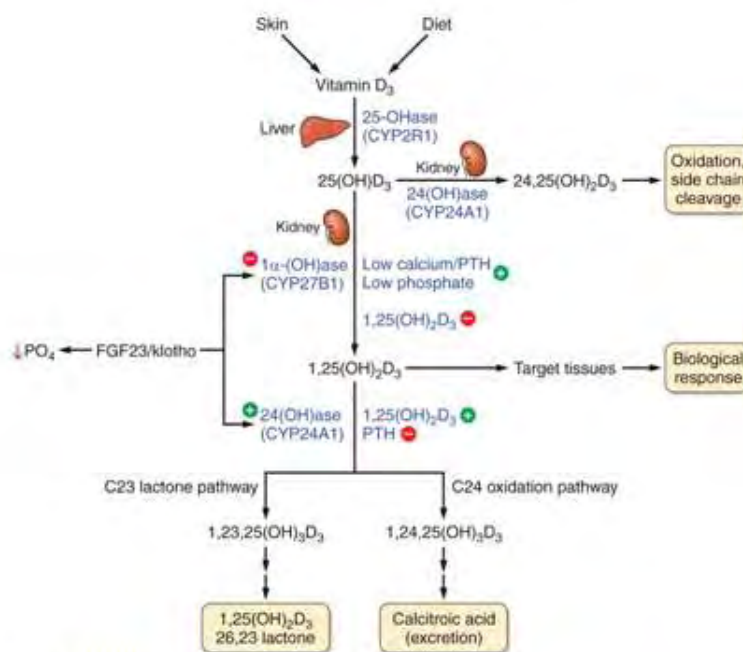 Skin
Diet
Vitamin D₃
Liver
25-OHase
(CYP2R1)
25(OH)D₃
Kidney
24(OH)ase
(CYP24A1)
24,25(OH)₂D₃
Oxidation,
side chain
cleavage
Kidney
− 1α-(OH)ase
(CYP27B1)
Low calcium/PTH
Low phosphate +
1,25(OH)₂D₃ −
↓PO₄
FGF23/klotho
1,25(OH)₂D₃
Target tissues
Biological
response
+ 24(OH)ase
(CYP24A1)
1,25(OH)₂D₃ +
PTH −
C23 lactone pathway
C24 oxidation pathway
1,23,25(OH)₃D₃
1,24,25(OH)₃D₃
1,25(OH)₂D₃
26,23 lactone
Calcitroic acid
(excretion)